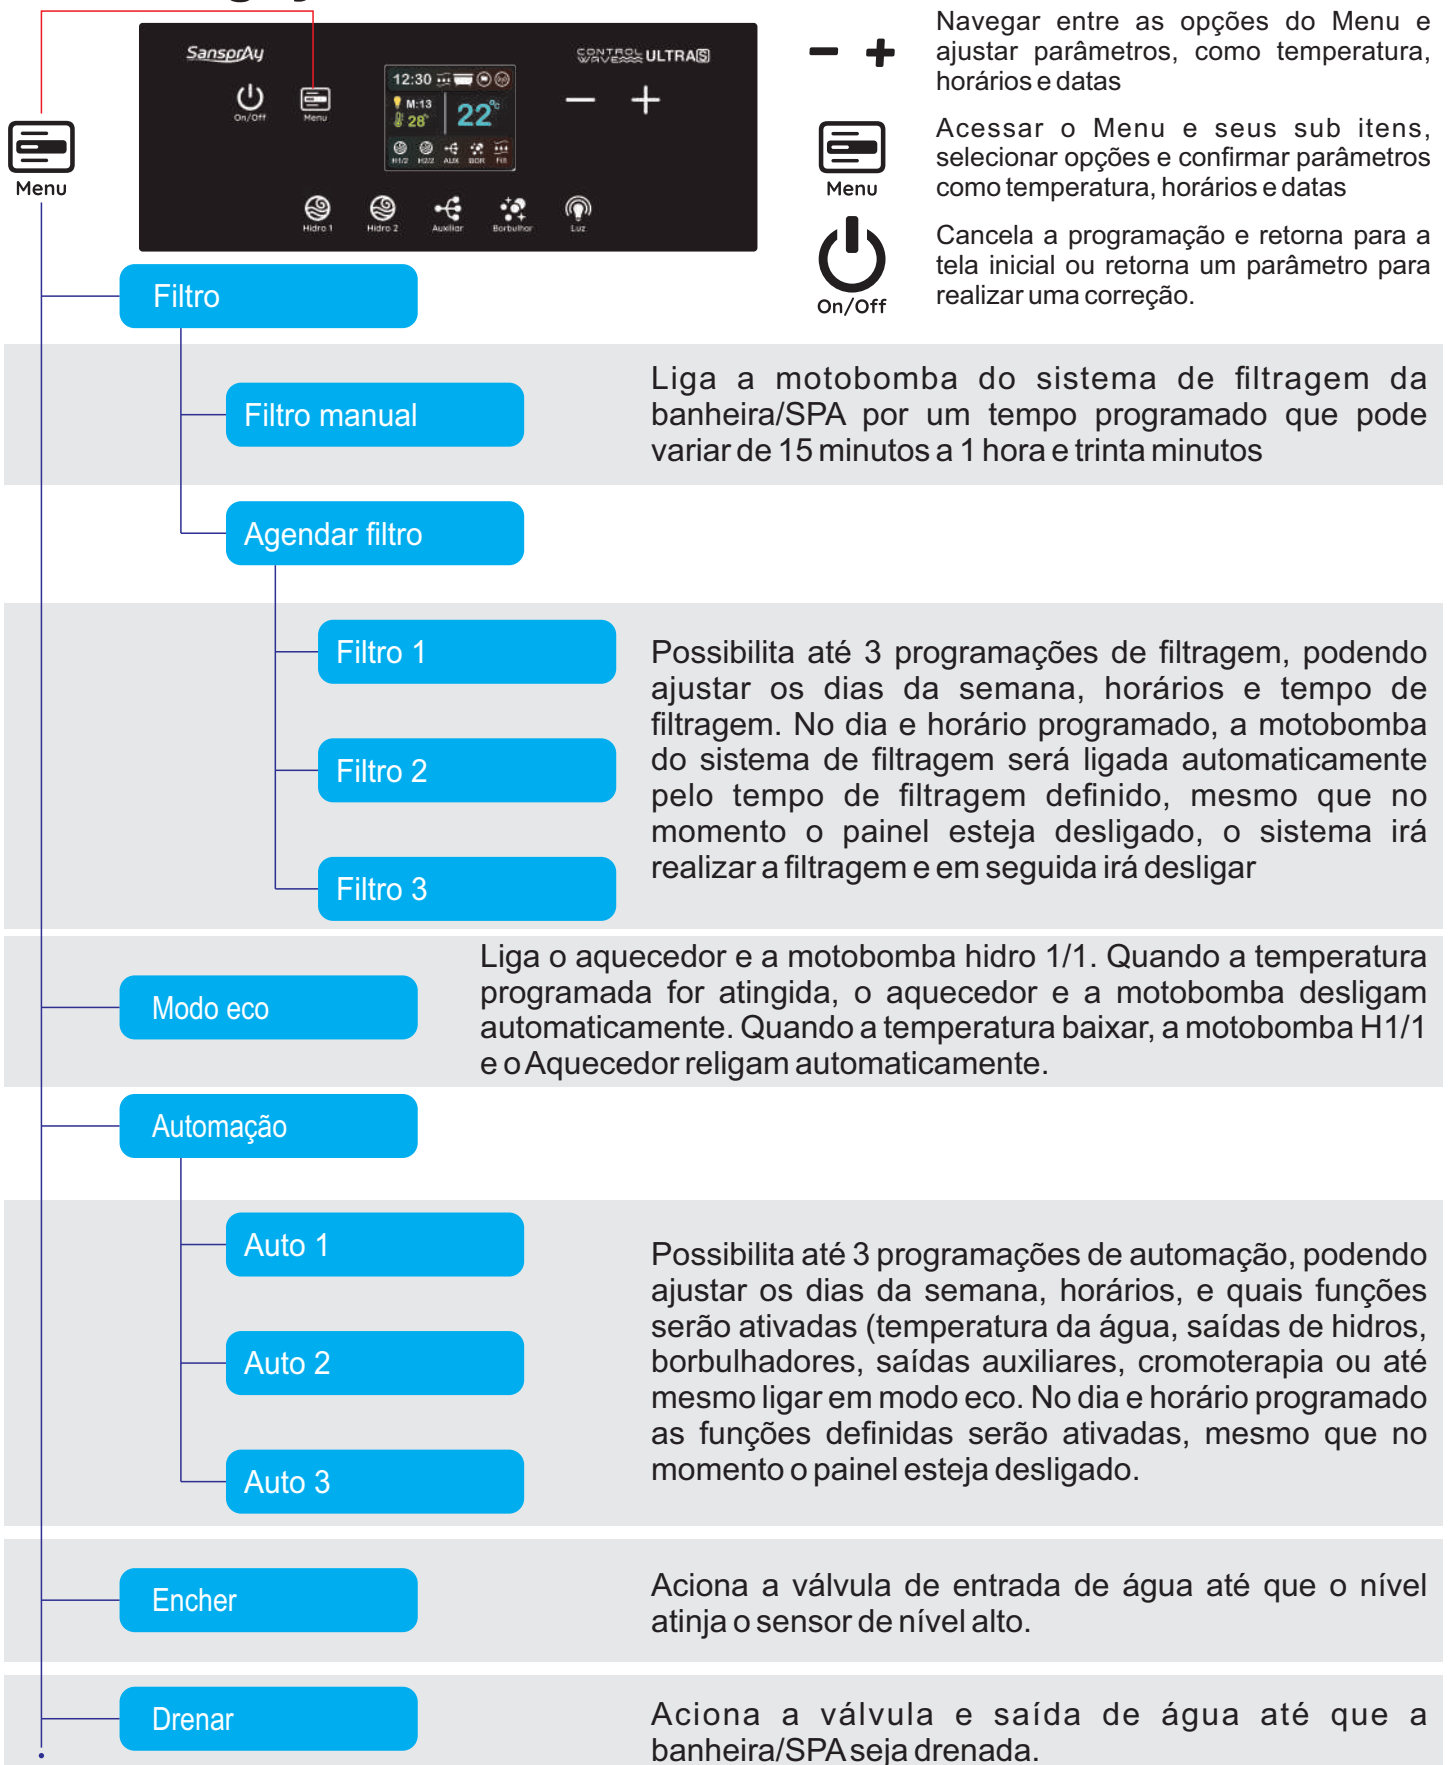 Navegar entre as opções do Menu e
ajustar parâmetros, como temperatura,
horários e datas
SansprAy
CONTROL
WAVE ULTRA S
12:30
M:13
28°
22°c
H1/2 H2/2 AUX BOR Fill
On/Off
Menu
Hidro 1
Hidro 2
Auxiliar
Borbulhar
Luz
Menu
Acessar o Menu e seus sub itens,
selecionar opções e confirmar parâmetros
como temperatura, horários e datas
Menu
Cancela a programação e retorna para a
tela inicial ou retorna um parâmetro para
realizar uma correção.
On/Off
Filtro
Filtro manual
Liga a motobomba do sistema de filtragem da
banheira/SPA por um tempo programado que pode
variar de 15 minutos a 1 hora e trinta minutos
Agendar filtro
Filtro 1
Filtro 2
Filtro 3
Possibilita até 3 programações de filtragem, podendo
ajustar os dias da semana, horários e tempo de
filtragem. No dia e horário programado, a motobomba
do sistema de filtragem será ligada automaticamente
pelo tempo de filtragem definido, mesmo que no
momento o painel esteja desligado, o sistema irá
realizar a filtragem e em seguida irá desligar
Modo eco
Liga o aquecedor e a motobomba hidro 1/1. Quando a temperatura
programada for atingida, o aquecedor e a motobomba desligam
automaticamente. Quando a temperatura baixar, a motobomba H1/1
e o Aquecedor religam automaticamente.
Automação
Auto 1
Auto 2
Auto 3
Possibilita até 3 programações de automação, podendo
ajustar os dias da semana, horários, e quais funções
serão ativadas (temperatura da água, saídas de hidros,
borbulhadores, saídas auxiliares, cromoterapia ou até
mesmo ligar em modo eco. No dia e horário programado
as funções definidas serão ativadas, mesmo que no
momento o painel esteja desligado.
Encher
Aciona a válvula de entrada de água até que o nível
atinja o sensor de nível alto.
Drenar
Aciona a válvula e saída de água até que a
banheira/SPA seja drenada.